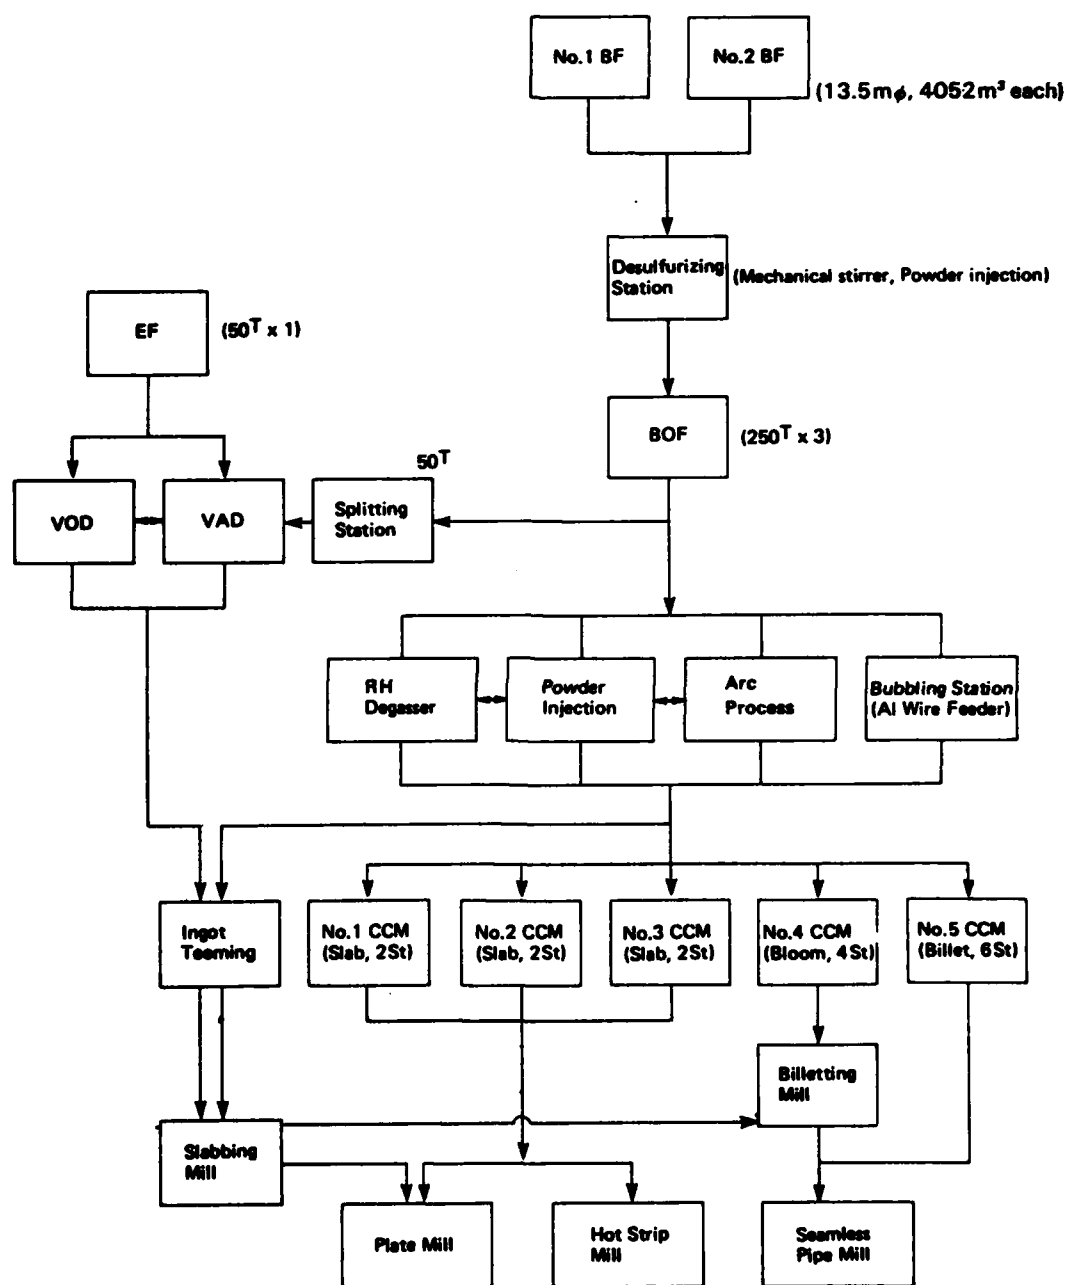 No.1 BF
No.2 BF
(13.5mφ, 4052m³ each)
Desulfurizing
Station
(Mechanical stirrer, Powder injection)
EF
(50T x 1)
BOF
(250T x 3)
50T
VOD
VAD
Splitting
Station
RH
Degasser
Powder
Injection
Arc
Process
Bubbling Station
(Al Wire Feeder)
Ingot
Teeming
No.1 CCM
(Slab, 2St)
No.2 CCM
(Slab, 2St)
No.3 CCM
(Slab, 2St)
No.4 CCM
(Bloom, 4St)
No.5 CCM
(Billet, 6St)
Billetting
Mill
Slabbing
Mill
Plate Mill
Hot Strip
Mill
Seamless
Pipe Mill